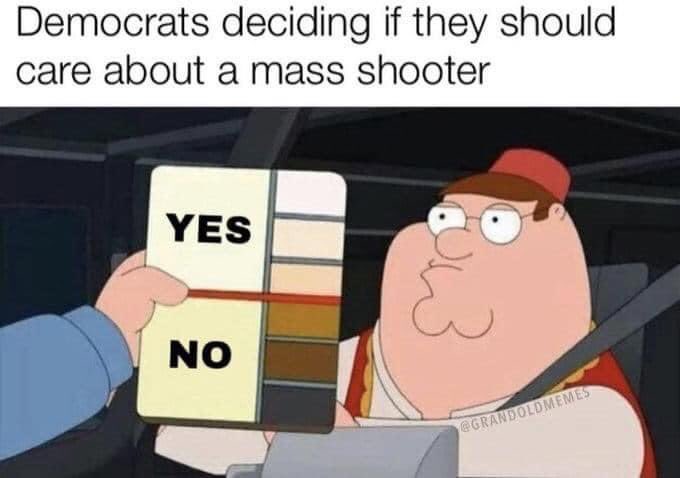 Democrats deciding if they should
care about a mass shooter
YES
NO
@GRANDOLDMEMES